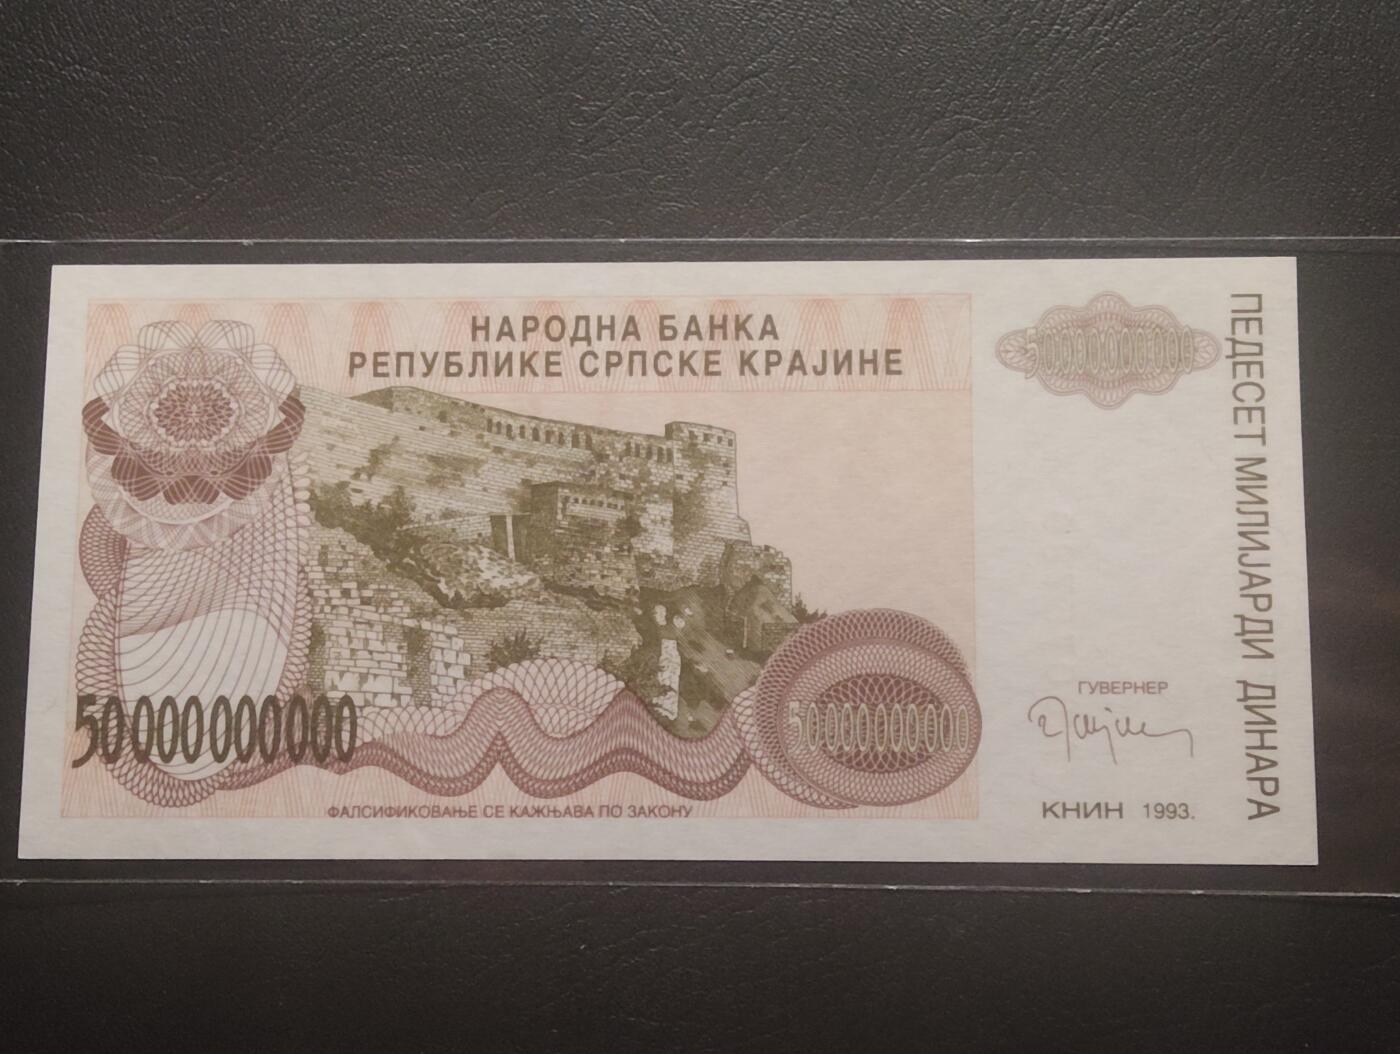 НАРОДНА БАНКА
РЕПУБЛИКЕ СРПСКЕ КРАЈИНЕ
50000000000
ПЕДЕСЕТ МИЛИЈАРДИ ДИНАРА
50000000000
50000000000
ГУВЕРНЕР
КНИН 1993.
ФАЛСИФИКОВАЊЕ СЕ КАЖЊАВА ПО ЗАКОНУ